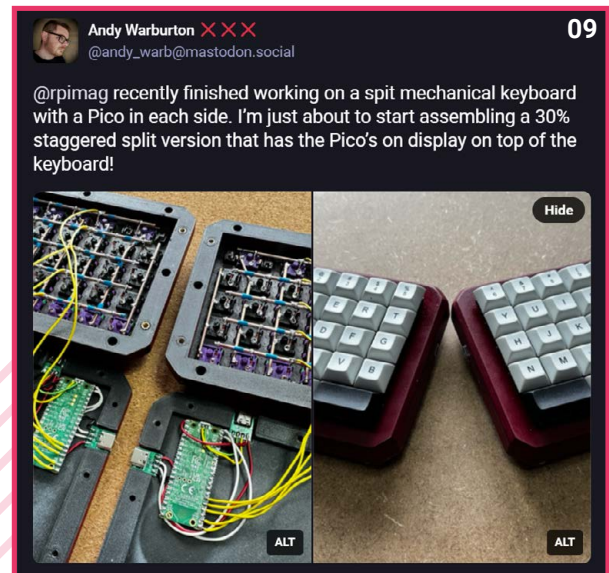 Andy Warburton ❌❌❌
09
@andy_warb@mastodon.social
@rpimag recently finished working on a spit mechanical keyboard
with a Pico in each side. I’m just about to start assembling a 30%
staggered split version that has the Pico’s on display on top of the
keyboard!
Hide
E R T
D F G
V B
Y U I
H J K
N M
ALT
ALT